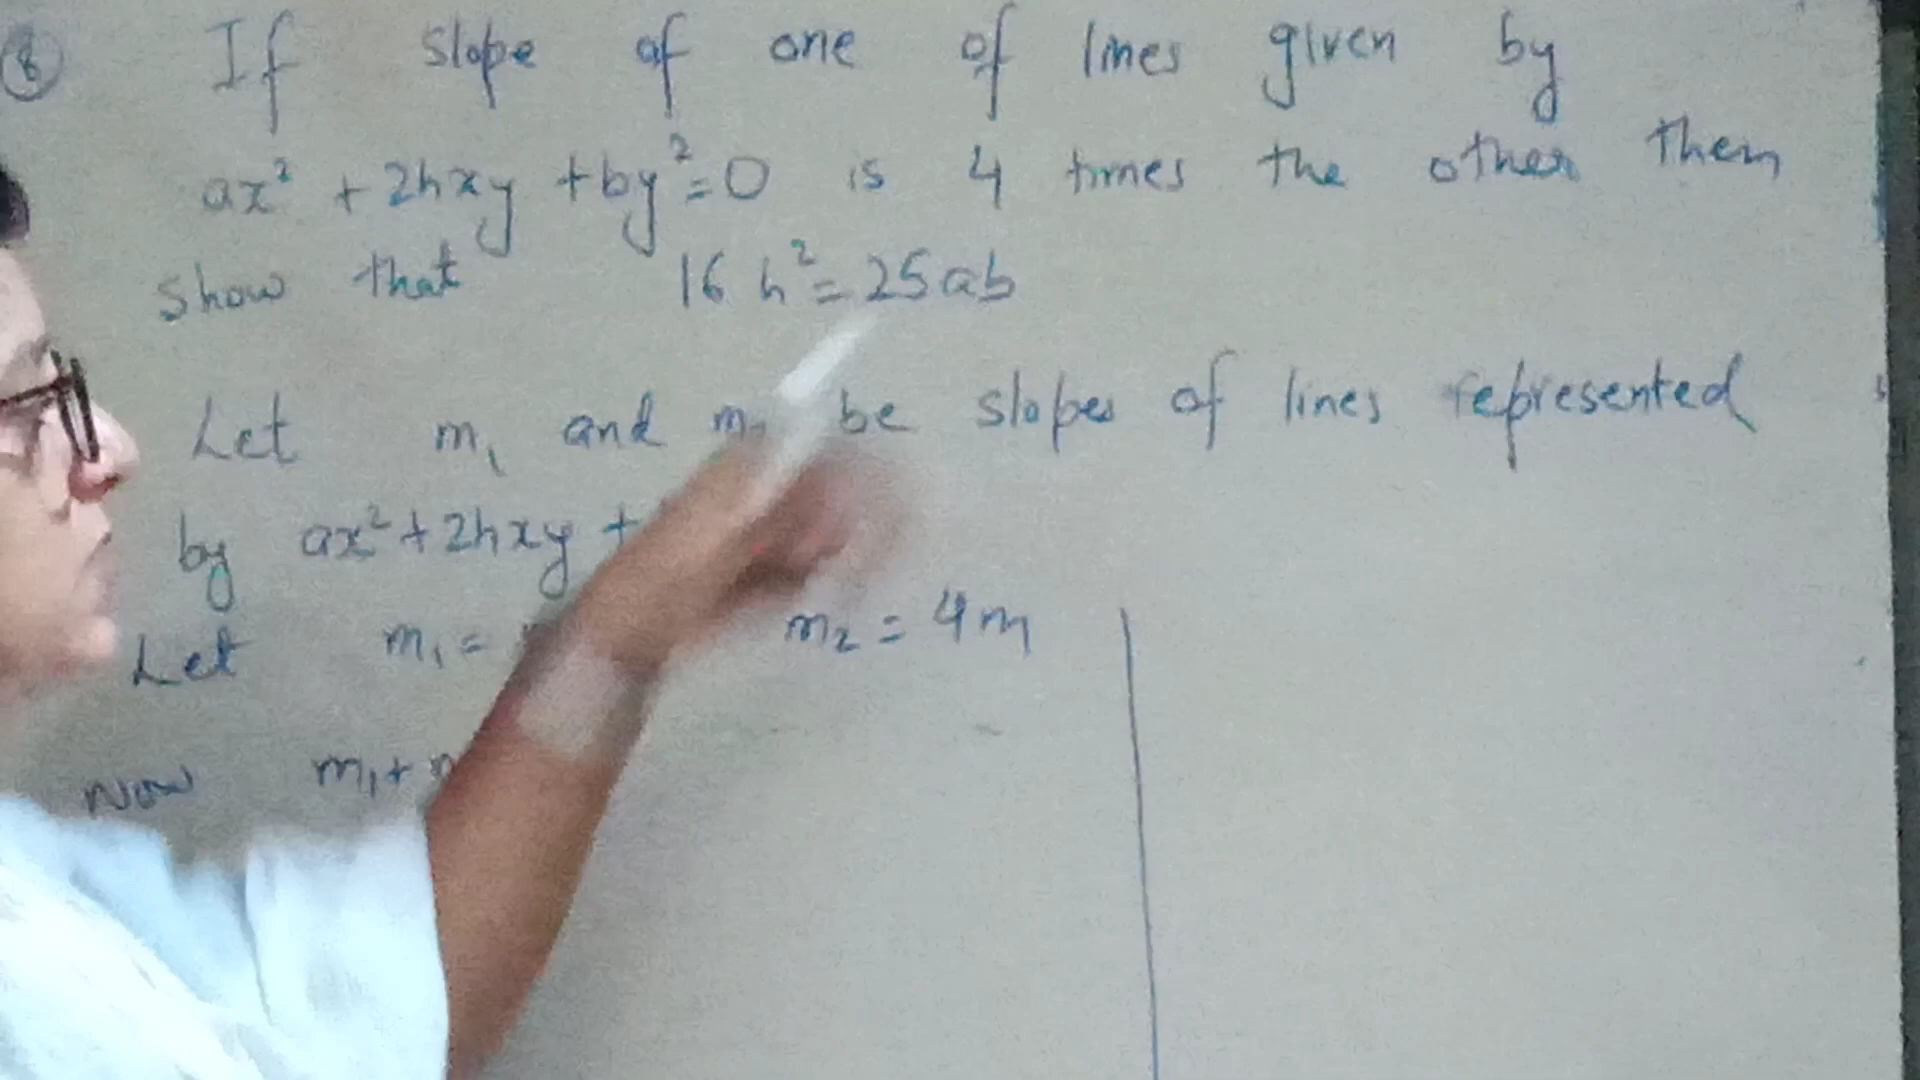 8 If slope of one of lines given by
ax² + 2hxy + by² = 0 is 4 times the other then
show that 16 h² = 25ab
Let m₁ and be slopes of lines represented
by ax² + 2hxy +
Let m₁ = m₂ = 4m
Now m₁ +